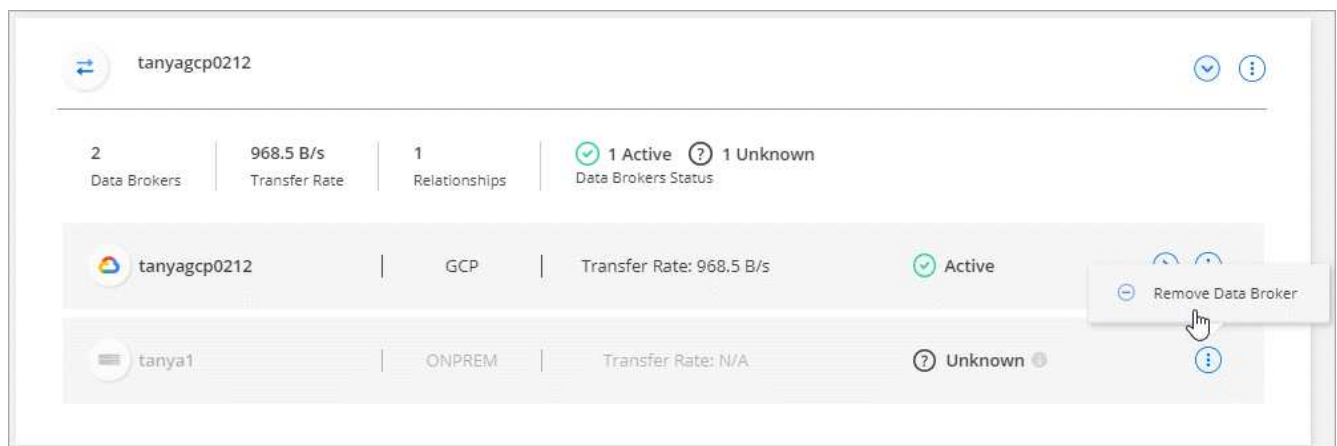 tanyagcp0212
2 968.5 B/s 1 1 Active ? 1 Unknown
Data Brokers Transfer Rate Relationships Data Brokers Status
tanyagcp0212 GCP Transfer Rate: 968.5 B/s Active
Remove Data Broker
tanya1 ONPREM Transfer Rate: N/A ? Unknown